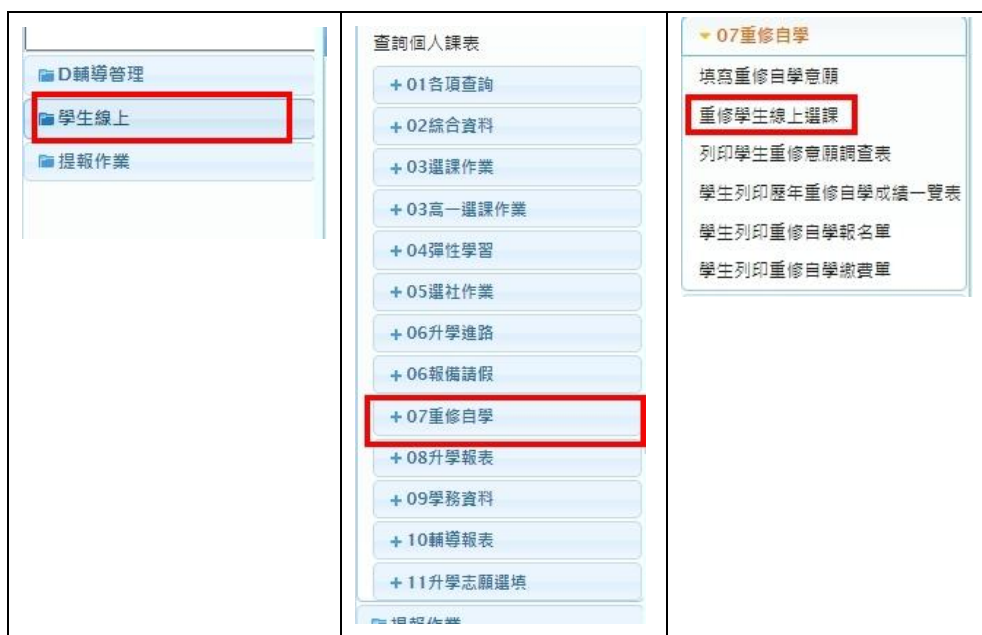 D輔導管理
學生線上
提報作業
查詢個人課表
+ 01各項查詢
+ 02綜合資料
+ 03選課作業
+ 03高一選課作業
+ 04彈性學習
+ 05選社作業
+ 06升學進路
+ 06報備請假
+ 07重修自學
+ 08升學報表
+ 09學務資料
+ 10輔導報表
+ 11升學志願選填
提報作業
07重修自學
填寫重修自學意願
重修學生線上選課
列印學生重修意願調查表
學生列印歷年重修自學成績一覽表
學生列印重修自學報名單
學生列印重修自學繳費單